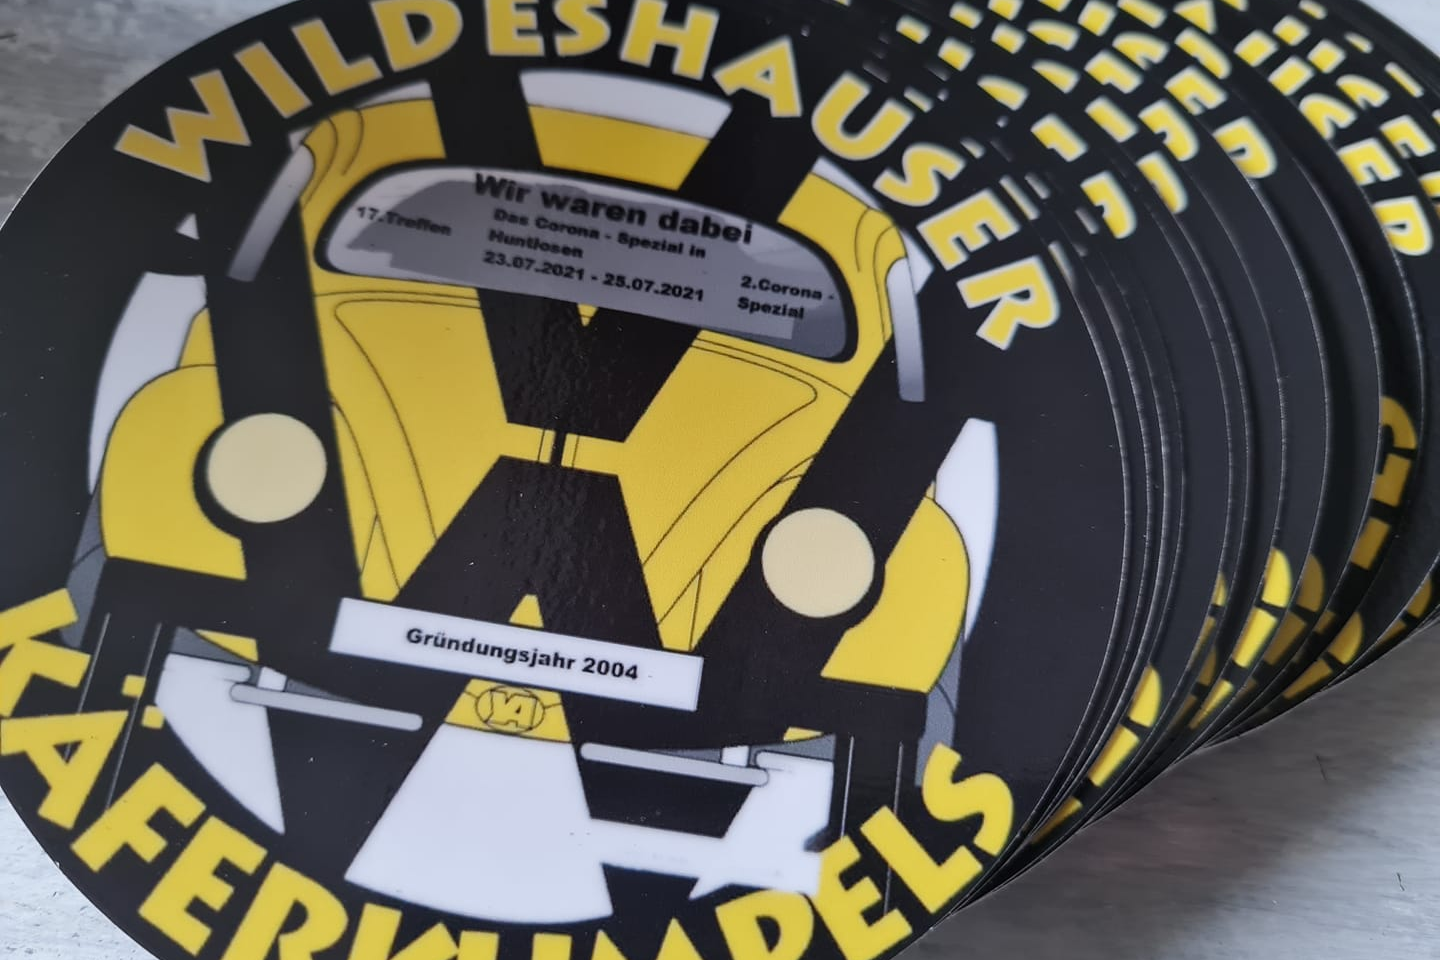 WILDESHAUSER
Wir waren dabei
17.Treffen
Das Corona - Spezial in
Huntlosen
23.07.2021 - 25.07.2021
2.Corona -
Spezial
Gründungsjahr 2004
KÄFERKUMPELS